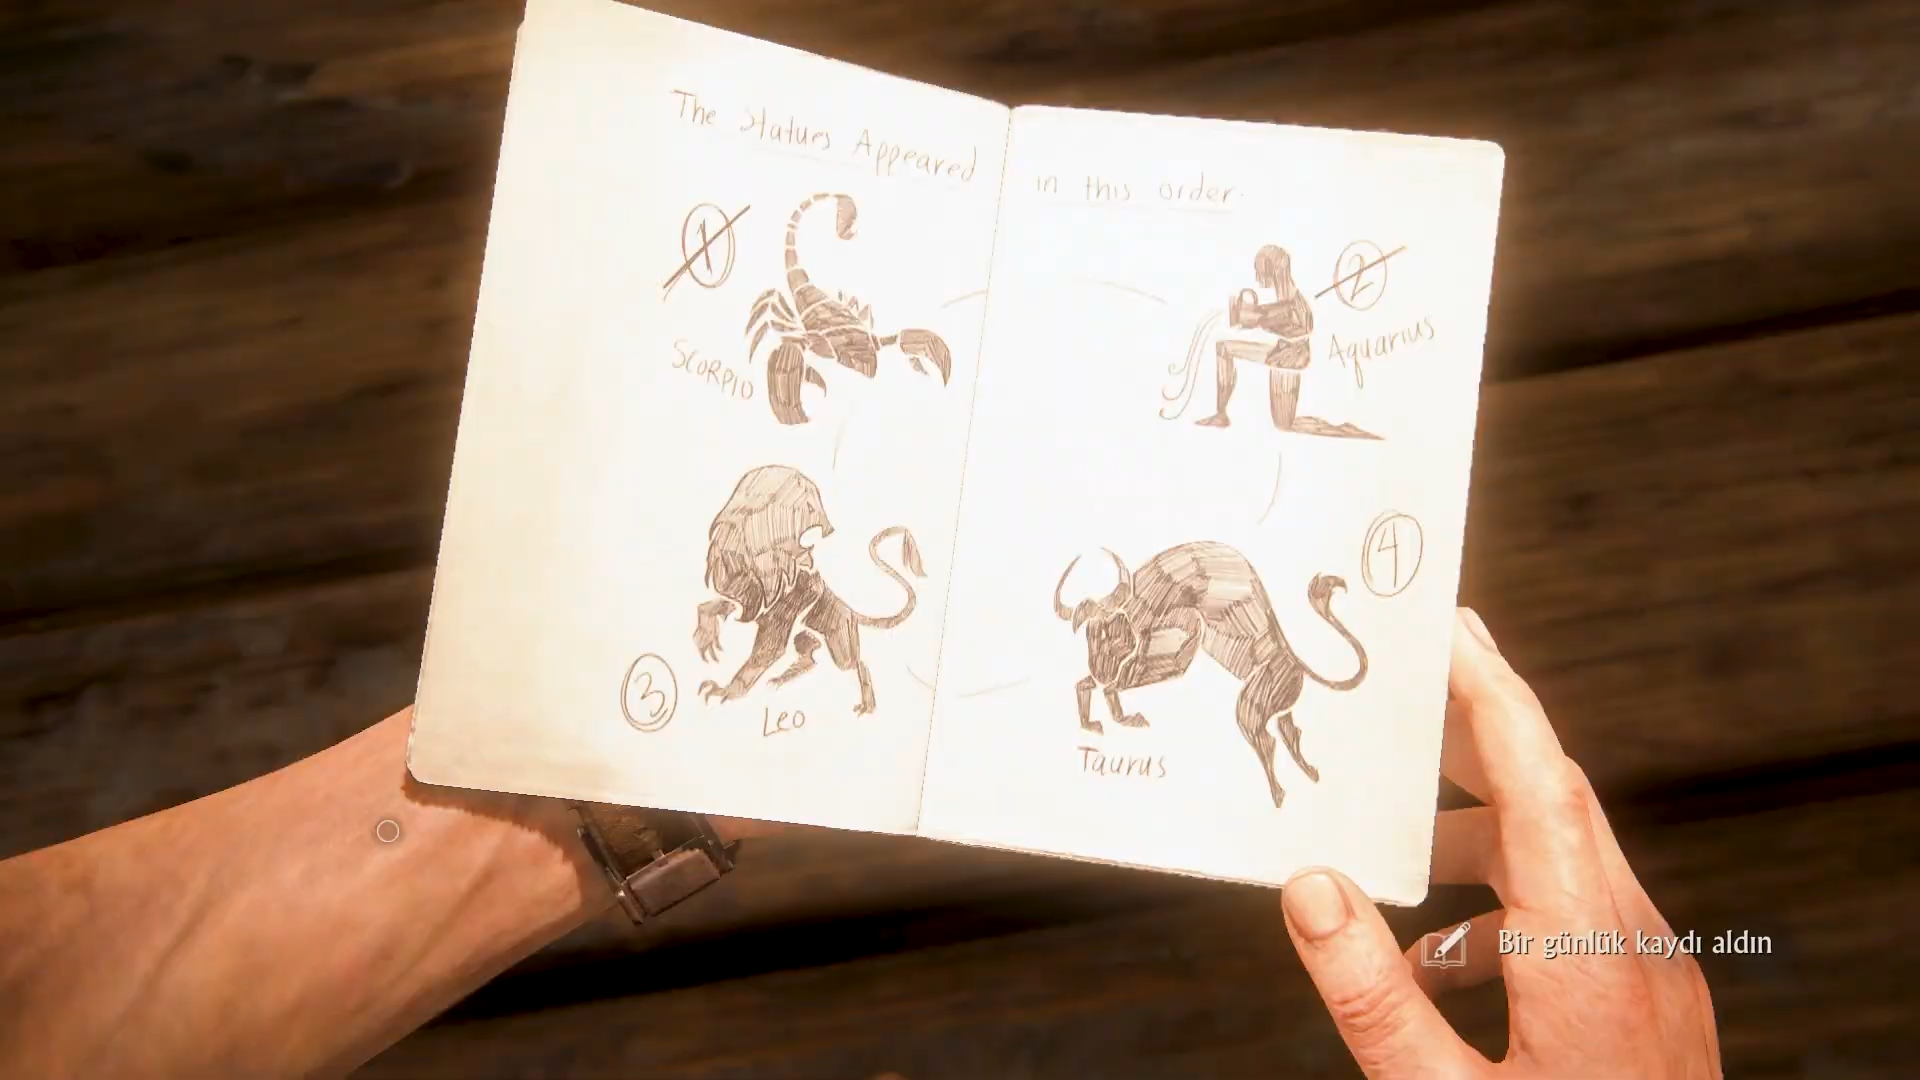 The Statues Appeared in this order.
1
2
Scorpio
Aquarius
3
Leo
4
Taurus
Bir günlük kaydı aldın